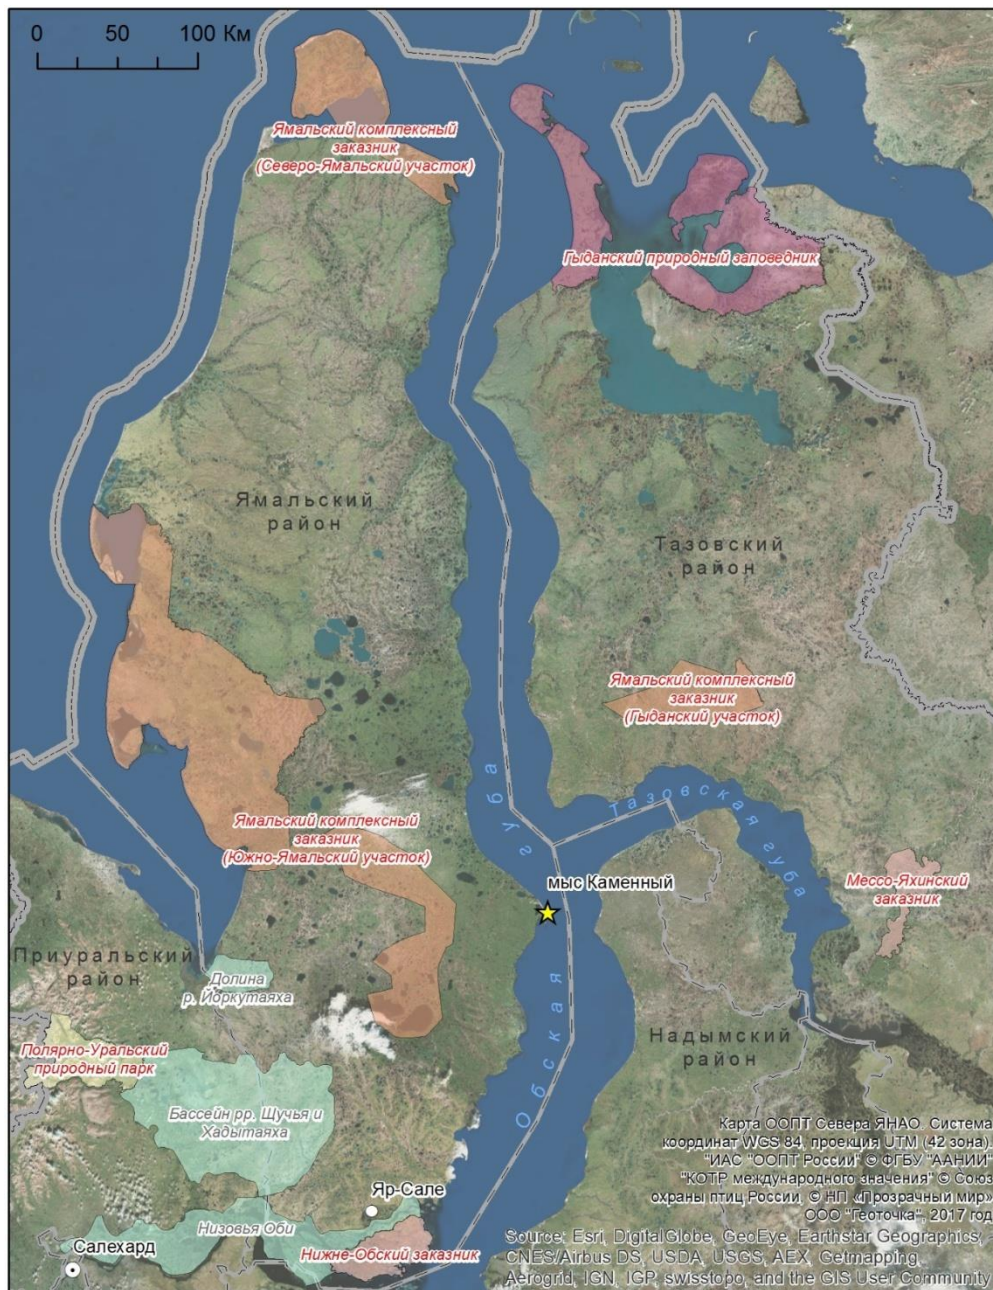 0 50 100 Км
Ямальский комплексный
заказник
(Северо-Ямальский участок)
Гыданский природный заповедник
Ямальский
район
Тазовский
район
Ямальский комплексный
заказник
(Гыданский участок)
Обская губа
Тазовская губа
Ямальский комплексный
заказник
(Южно-Ямальский участок)
мыс Каменный
Мессо-Яхинский
заказник
Приуральский
район
Долина
р. Йоркутаяха
Надымский
район
Полярно-Уральский
природный парк
Бассейн рр. Щучья и
Хадытаяха
Яр-Сале
Низовья Оби
Салехард
Нижне-Обский заказник
Карта ООПТ Севера ЯНАО. Система
координат WGS 84, проекция UTM (42 зона).
"ИАС "ООПТ России" © ФГБУ "ААНИИ"
"КОТР международного значения" © Союз
охраны птиц России, © НП «Прозрачный мир»
ООО "Геоточка", 2017 год
Source: Esri, DigitalGlobe, GeoEye, Earthstar Geographics,
CNES/Airbus DS, USDA, USGS, AEX, Getmapping,
Aerogrid, IGN, IGP, swisstopo, and the GIS User Community